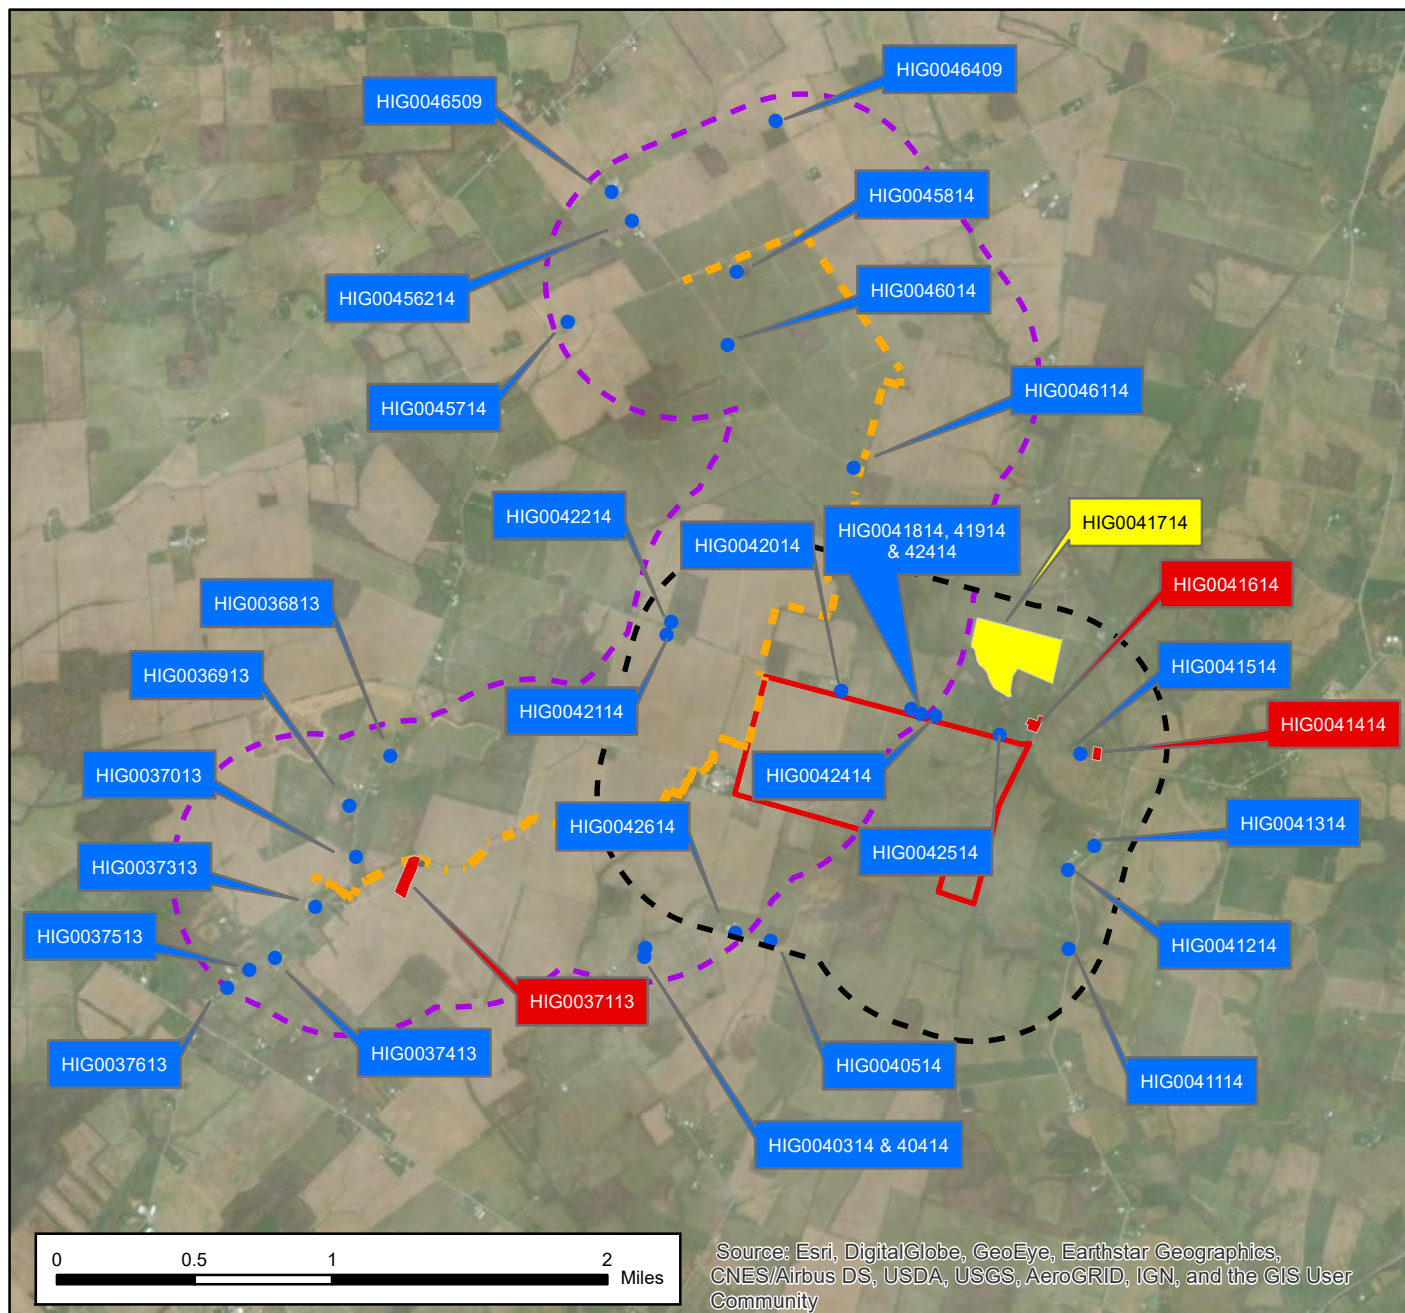 HIG0046409
HIG0046509
HIG0045814
HIG00456214
HIG0046014
HIG0045714
HIG0046114
HIG0042214
HIG0042014
HIG0041814, 41914
& 42414
HIG0041714
HIG0041614
HIG0036813
HIG0036913
HIG0041514
HIG0042114
HIG0041414
HIG0037013
HIG0042414
HIG0042614
HIG0041314
HIG0042514
HIG0037313
HIG0037513
HIG0041214
HIG0037113
HIG0037613
HIG0037413
HIG0040514
HIG0041114
HIG0040314 & 40414
0 0.5 1 2
Miles
Source: Esri, DigitalGlobe, GeoEye, Earthstar Geographics,
CNES/Airbus DS, USDA, USGS, AeroGRID, IGN, and the GIS User
Community